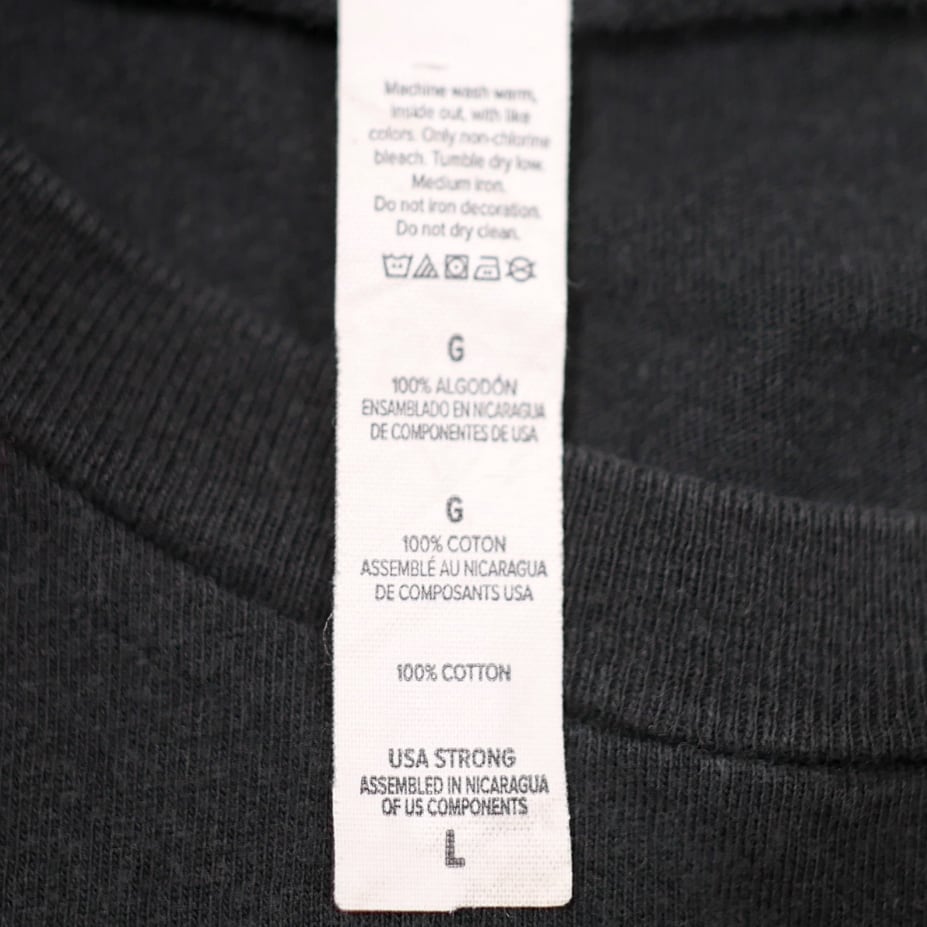 Machine wash warm,
inside out, with like
colors. Only non-chlorine
bleach. Tumble dry low.
Medium iron.
Do not iron decoration.
Do not dry clean.
G
100% ALGODÓN
ENSAMBLADO EN NICARAGUA
DE COMPONENTES DE USA
G
100% COTON
ASSEMBLÉ AU NICARAGUA
DE COMPOSANTS USA
100% COTTON
USA STRONG
ASSEMBLED IN NICARAGUA
OF US COMPONENTS
L